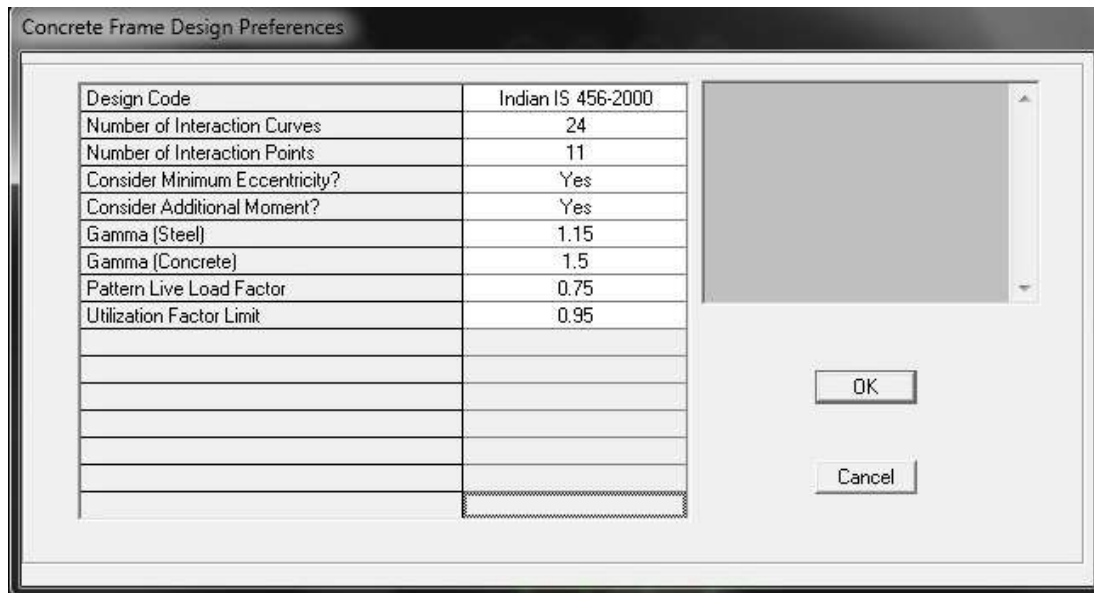 Concrete Frame Design Preferences
Design Code Indian IS 456-2000
Number of Interaction Curves 24
Number of Interaction Points 11
Consider Minimum Eccentricity? Yes
Consider Additional Moment? Yes
Gamma (Steel) 1.15
Gamma (Concrete) 1.5
Pattern Live Load Factor 0.75
Utilization Factor Limit 0.95
OK
Cancel